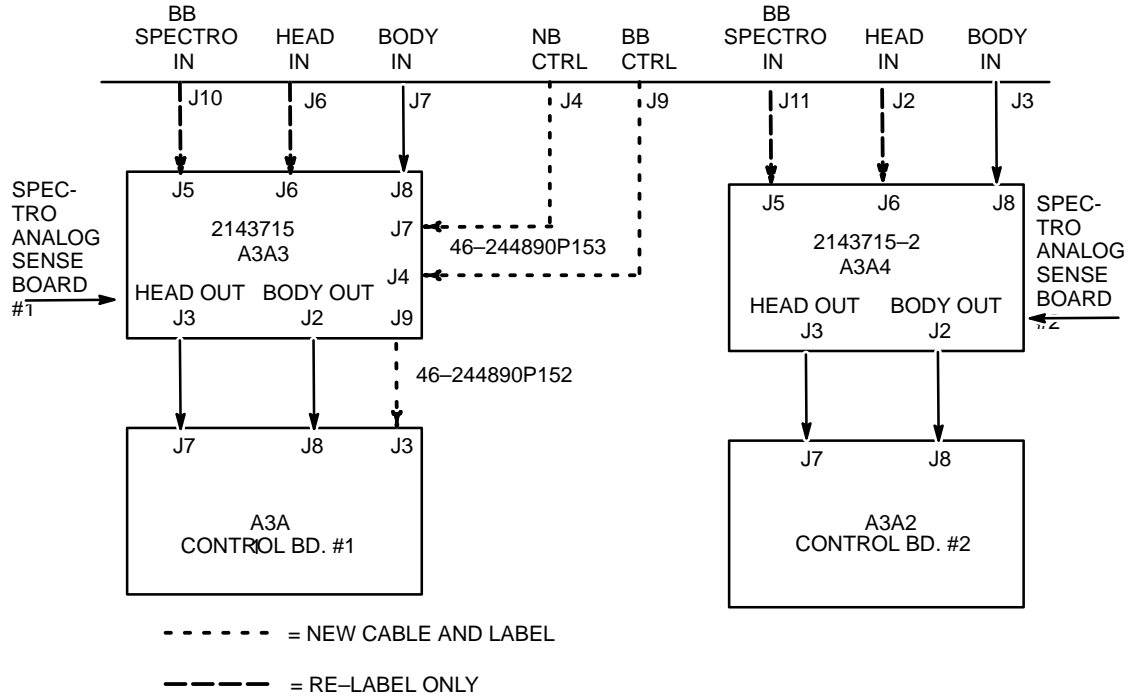 BB SPECTRO IN
HEAD IN
BODY IN
NB CTRL
BB CTRL
BB SPECTRO IN
HEAD IN
BODY IN
J10
J6
J7
J4
J9
J11
J2
J3
SPEC-
TRO
ANALOG
SENSE
BOARD
#1
J5 J6 J8
J7
2143715
A3A3
J4
HEAD OUT BODY OUT
J3 J2 J9
46–244890P153
46–244890P152
J5 J6 J8
2143715–2
A3A4
HEAD OUT BODY OUT
J3 J2
SPEC-
TRO
ANALOG
SENSE
BOARD
#2
J7 J8 J3
A3A
1
CONTROL BD. #1
J7 J8
A3A2
CONTROL BD. #2
= NEW CABLE AND LABEL
= RE–LABEL ONLY